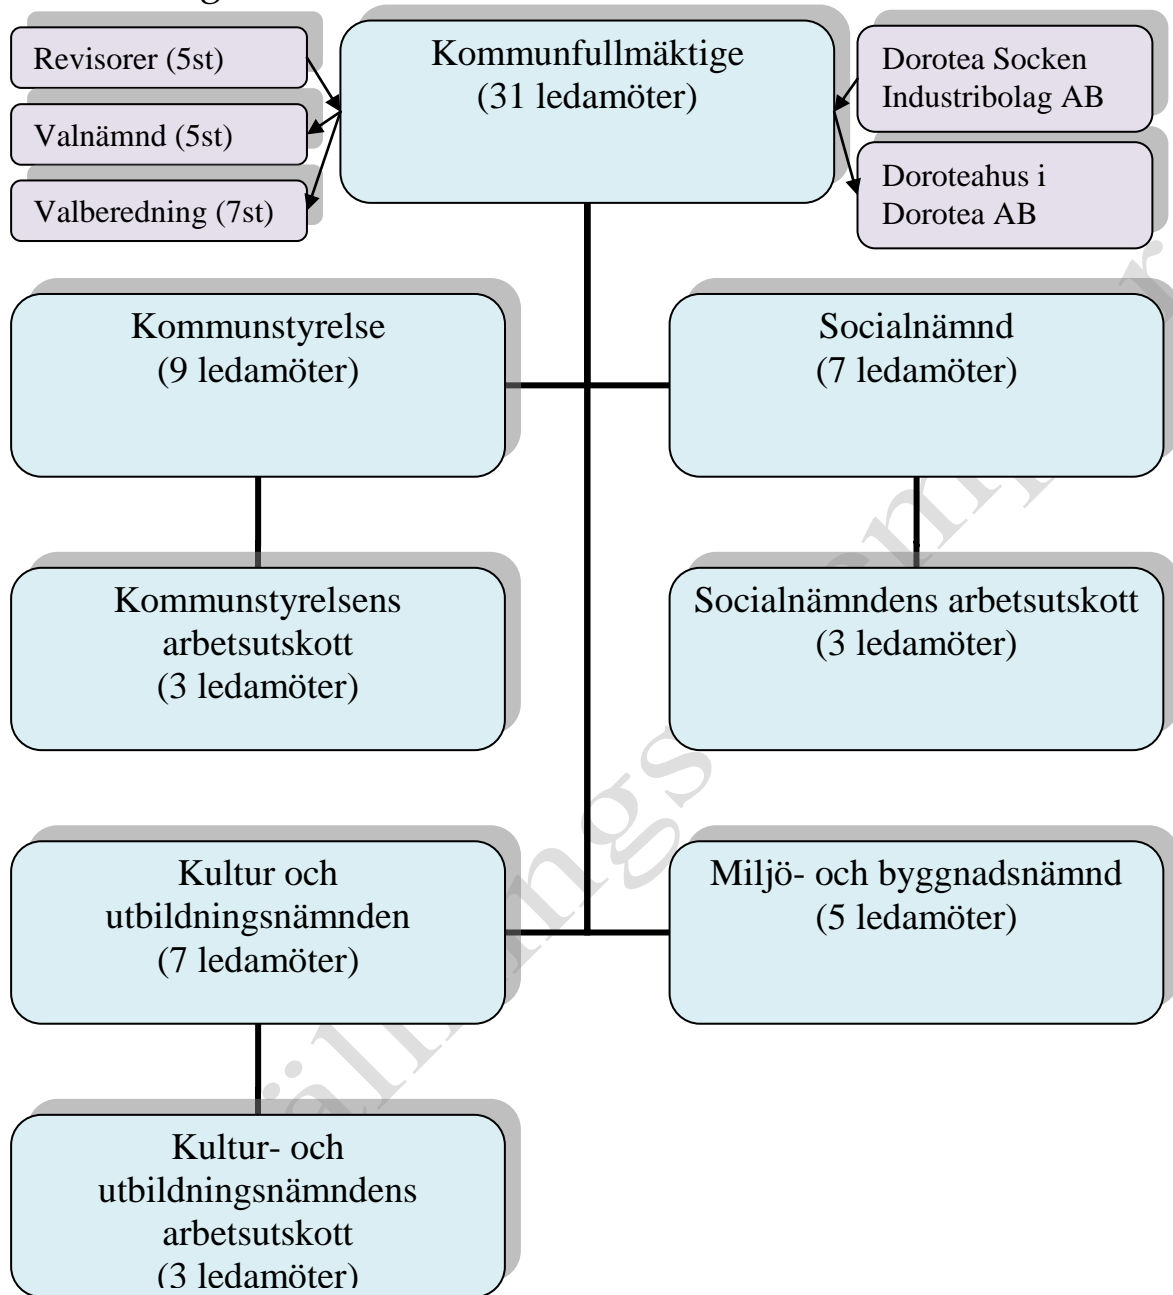 Revisorer (5st)
Valnämnd (5st)
Valberedning (7st)
Kommunfullmäktige
(31 ledamöter)
Dorotea Socken
Industribolag AB
Doroteahus i
Dorotea AB
Kommunstyrelse
(9 ledamöter)
Socialnämnd
(7 ledamöter)
Kommunstyrelsens
arbetsutskott
(3 ledamöter)
Socialnämndens arbetsutskott
(3 ledamöter)
Kultur och
utbildningsnämnden
(7 ledamöter)
Miljö- och byggnadsnämnd
(5 ledamöter)
Kultur- och
utbildningsnämndens
arbetsutskott
(3 ledamöter)